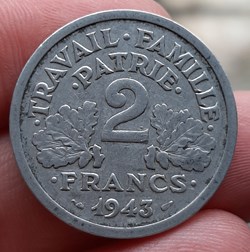 TRAVAIL · FAMILLE
· PATRIE ·
2
· FRANCS ·
1943